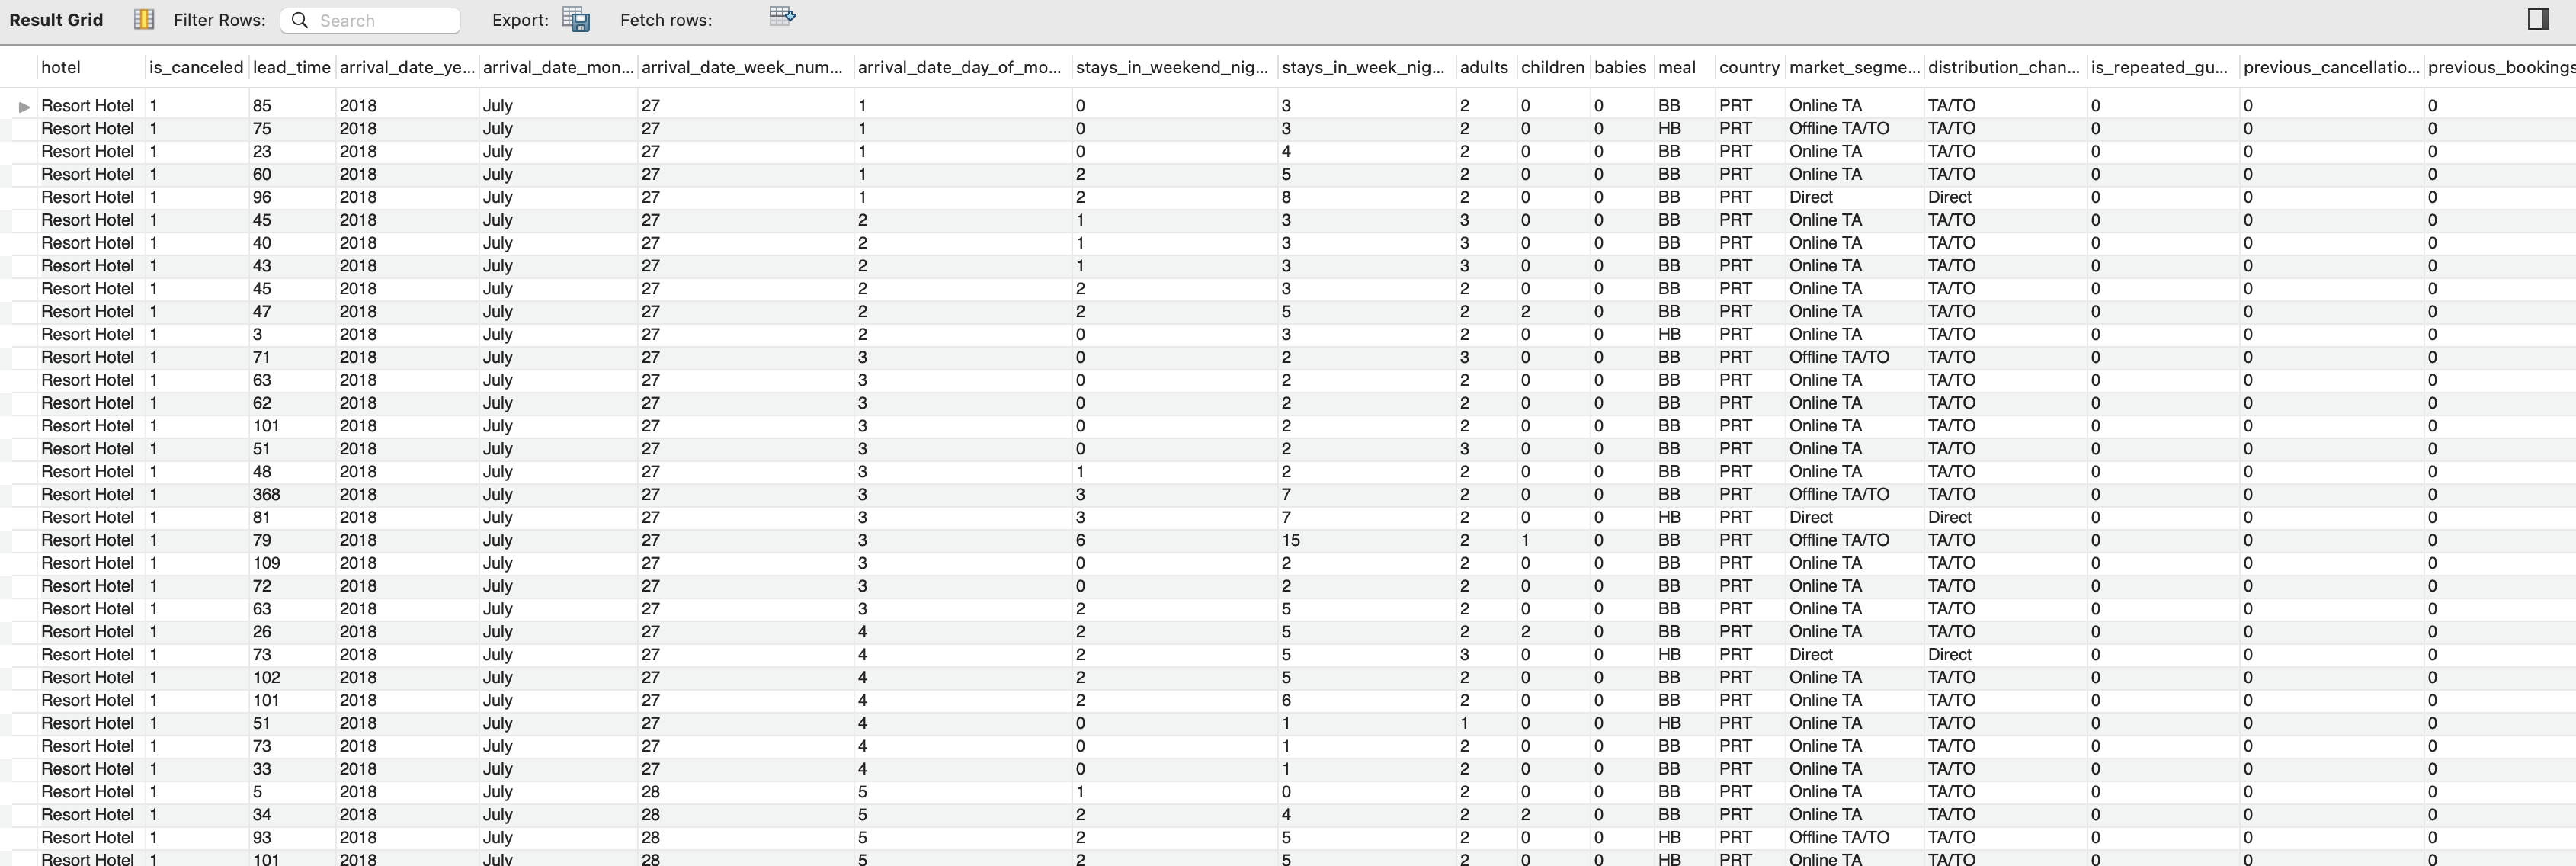 Result Grid Filter Rows: Search Export: Fetch rows:
hotel is_canceled lead_time arrival_date_ye... arrival_date_mon... arrival_date_week_num... arrival_date_day_of_mo... stays_in_weekend_nig... stays_in_week_nig... adults children babies meal country market_segme... distribution_chan... is_repeated_gu... previous_cancellatio... previous_bookings
Resort Hotel 1 85 2018 July 27 1 0 3 2 0 0 BB PRT Online TA TA/TO 0 0 0
Resort Hotel 1 75 2018 July 27 1 0 3 2 0 0 HB PRT Offline TA/TO TA/TO 0 0 0
Resort Hotel 1 23 2018 July 27 1 0 4 2 0 0 BB PRT Online TA TA/TO 0 0 0
Resort Hotel 1 60 2018 July 27 1 2 5 2 0 0 BB PRT Online TA TA/TO 0 0 0
Resort Hotel 1 96 2018 July 27 1 2 8 2 0 0 BB PRT Direct Direct 0 0 0
Resort Hotel 1 45 2018 July 27 2 1 3 3 0 0 BB PRT Online TA TA/TO 0 0 0
Resort Hotel 1 40 2018 July 27 2 1 3 3 0 0 BB PRT Online TA TA/TO 0 0 0
Resort Hotel 1 43 2018 July 27 2 1 3 3 0 0 BB PRT Online TA TA/TO 0 0 0
Resort Hotel 1 45 2018 July 27 2 2 3 2 0 0 BB PRT Online TA TA/TO 0 0 0
Resort Hotel 1 47 2018 July 27 2 2 5 2 2 0 BB PRT Online TA TA/TO 0 0 0
Resort Hotel 1 3 2018 July 27 2 0 3 2 0 0 HB PRT Online TA TA/TO 0 0 0
Resort Hotel 1 71 2018 July 27 3 0 2 3 0 0 BB PRT Offline TA/TO TA/TO 0 0 0
Resort Hotel 1 63 2018 July 27 3 0 2 2 0 0 BB PRT Online TA TA/TO 0 0 0
Resort Hotel 1 62 2018 July 27 3 0 2 2 0 0 BB PRT Online TA TA/TO 0 0 0
Resort Hotel 1 101 2018 July 27 3 0 2 2 0 0 BB PRT Online TA TA/TO 0 0 0
Resort Hotel 1 51 2018 July 27 3 0 2 3 0 0 BB PRT Online TA TA/TO 0 0 0
Resort Hotel 1 48 2018 July 27 3 1 2 2 0 0 BB PRT Online TA TA/TO 0 0 0
Resort Hotel 1 368 2018 July 27 3 3 7 2 0 0 BB PRT Offline TA/TO TA/TO 0 0 0
Resort Hotel 1 81 2018 July 27 3 3 7 2 0 0 HB PRT Direct Direct 0 0 0
Resort Hotel 1 79 2018 July 27 3 6 15 2 1 0 BB PRT Offline TA/TO TA/TO 0 0 0
Resort Hotel 1 109 2018 July 27 3 0 2 2 0 0 BB PRT Online TA TA/TO 0 0 0
Resort Hotel 1 72 2018 July 27 3 0 2 2 0 0 BB PRT Online TA TA/TO 0 0 0
Resort Hotel 1 63 2018 July 27 3 2 5 2 0 0 BB PRT Online TA TA/TO 0 0 0
Resort Hotel 1 26 2018 July 27 4 2 5 2 2 0 BB PRT Online TA TA/TO 0 0 0
Resort Hotel 1 73 2018 July 27 4 2 5 3 0 0 HB PRT Direct Direct 0 0 0
Resort Hotel 1 102 2018 July 27 4 2 5 2 0 0 BB PRT Online TA TA/TO 0 0 0
Resort Hotel 1 101 2018 July 27 4 2 6 2 0 0 BB PRT Online TA TA/TO 0 0 0
Resort Hotel 1 51 2018 July 27 4 0 1 1 0 0 HB PRT Online TA TA/TO 0 0 0
Resort Hotel 1 73 2018 July 27 4 0 1 2 0 0 BB PRT Online TA TA/TO 0 0 0
Resort Hotel 1 33 2018 July 27 4 0 1 2 0 0 BB PRT Online TA TA/TO 0 0 0
Resort Hotel 1 5 2018 July 28 5 1 0 2 0 0 BB PRT Online TA TA/TO 0 0 0
Resort Hotel 1 34 2018 July 28 5 2 4 2 2 0 BB PRT Online TA TA/TO 0 0 0
Resort Hotel 1 93 2018 July 28 5 2 5 2 0 0 HB PRT Offline TA/TO TA/TO 0 0 0
Resort Hotel 1 101 2018 July 28 5 2 5 2 0 0 HB PRT Online TA TA/TO 0 0 0